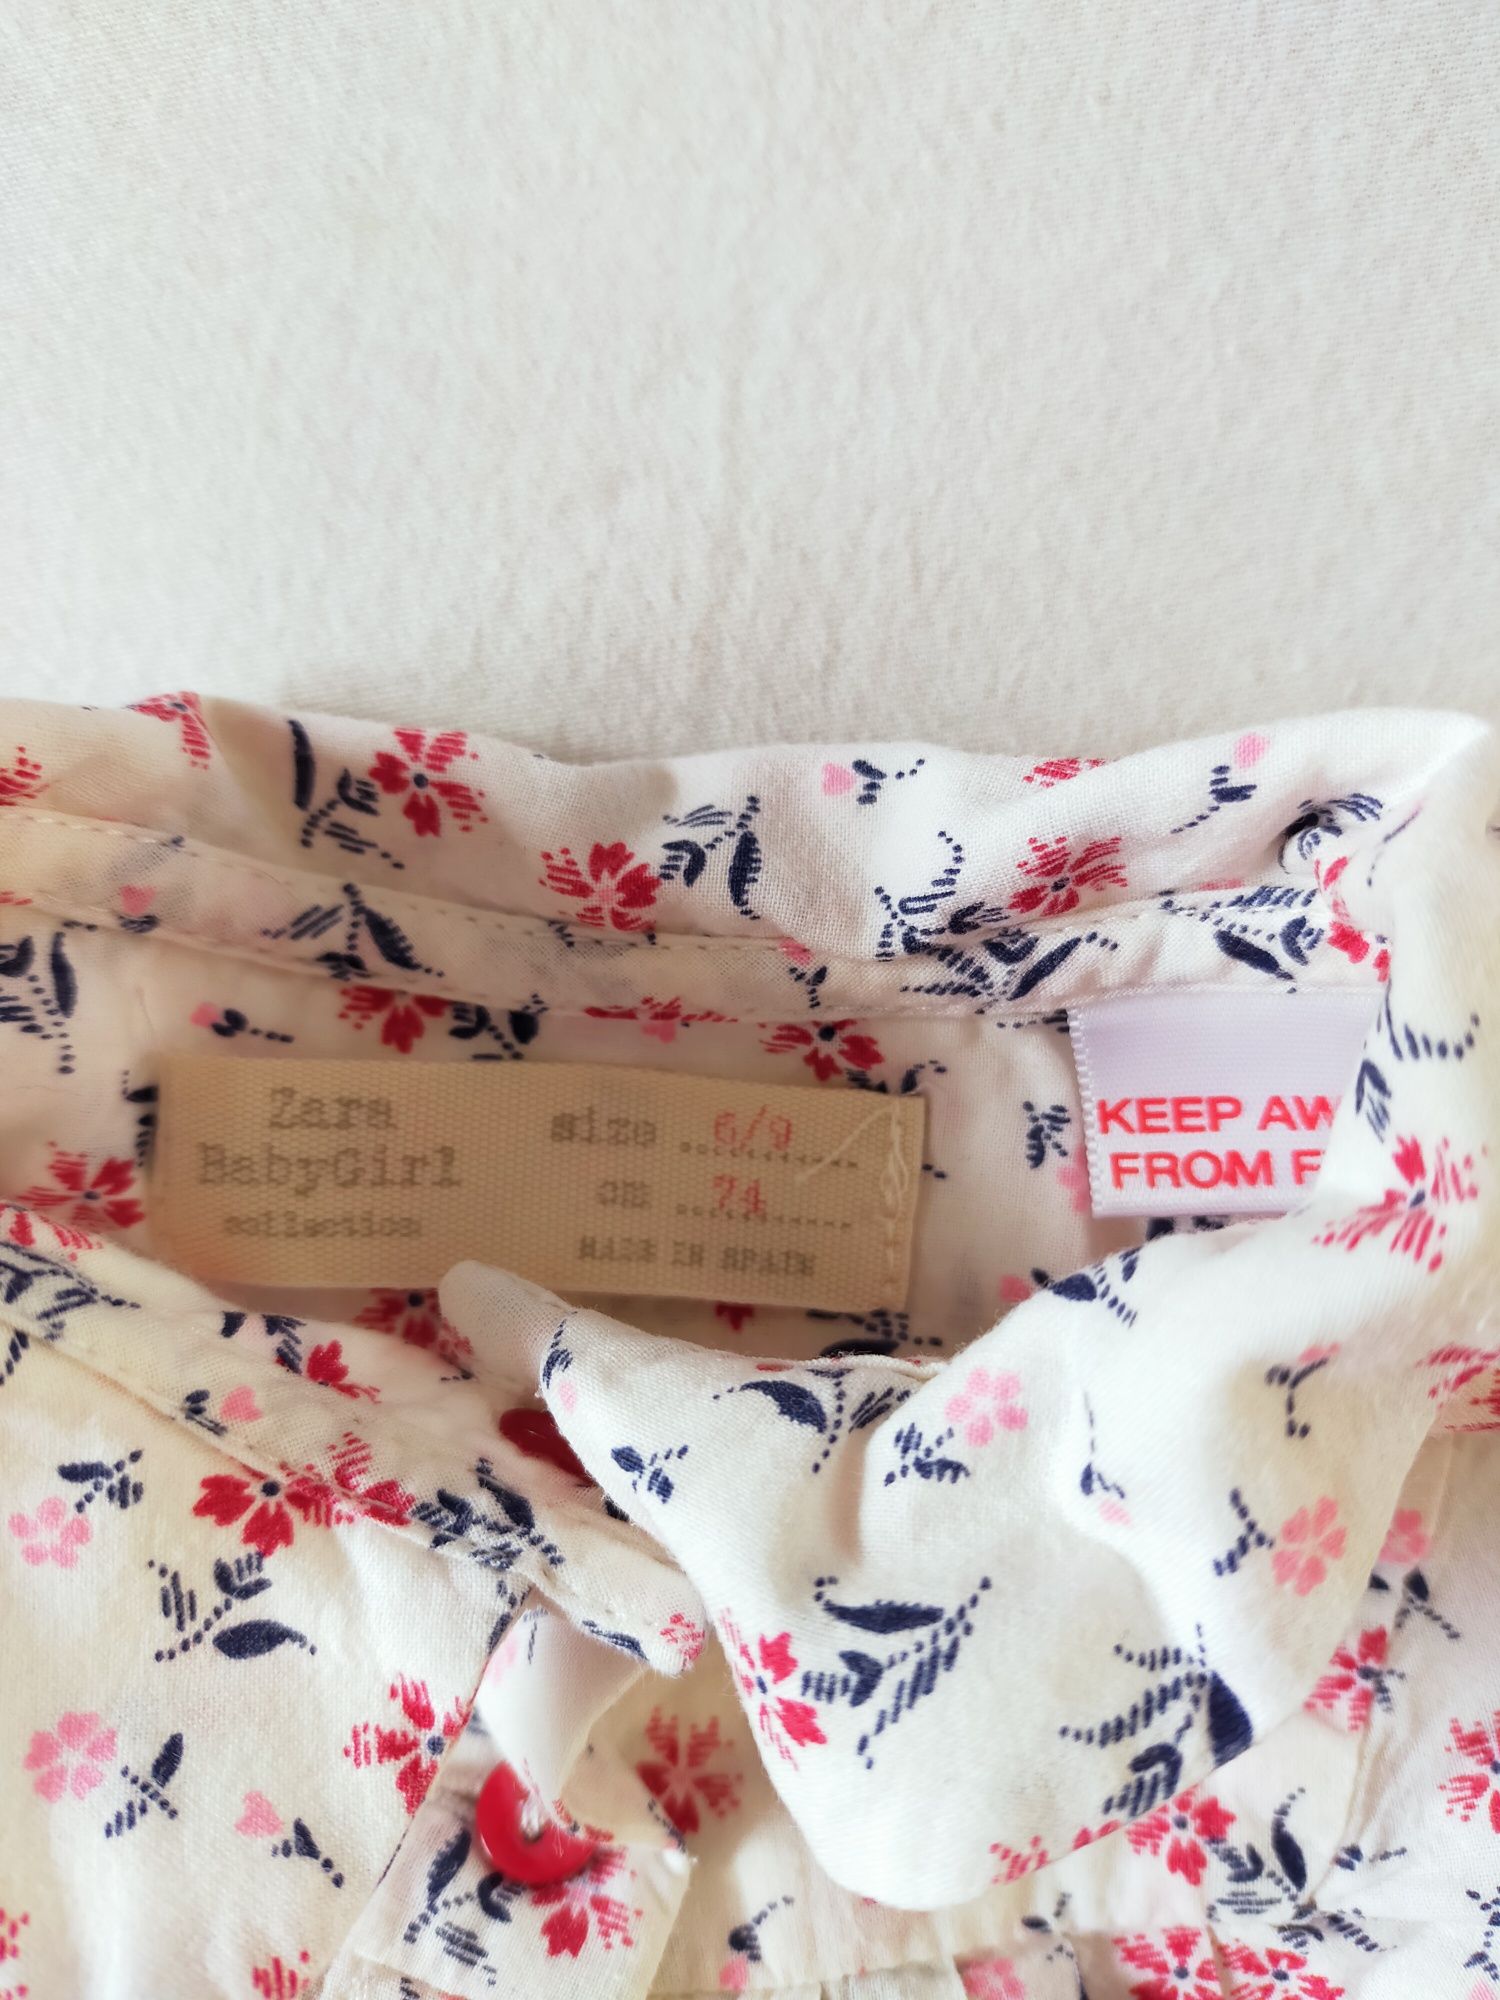 Zara
BabyGirl
collection
size 6/9
cm 74
MADE IN SPAIN
KEEP AW
FROM F